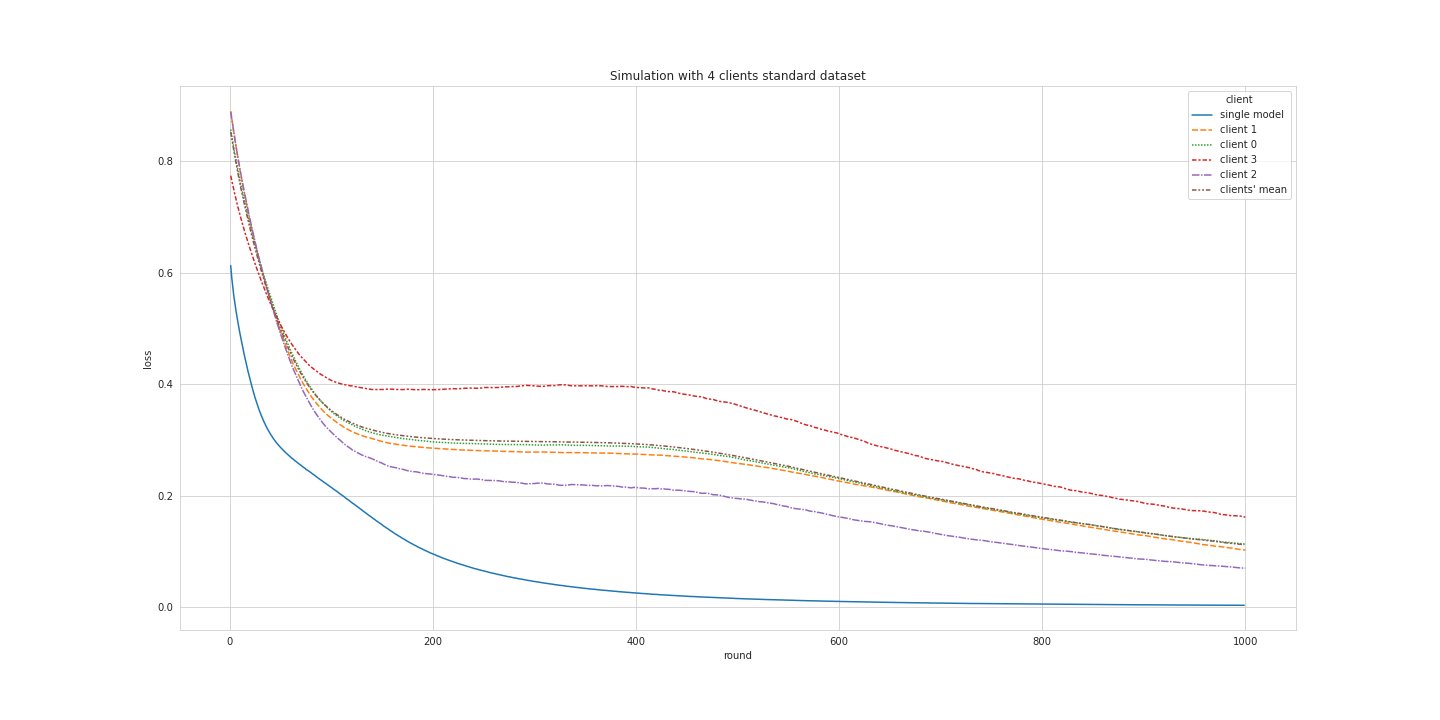 Simulation with 4 clients standard dataset
client
single model
client 1
client 0
client 3
client 2
clients' mean
loss
0.8
0.6
0.4
0.2
0.0
0 200 400 600 800 1000
round